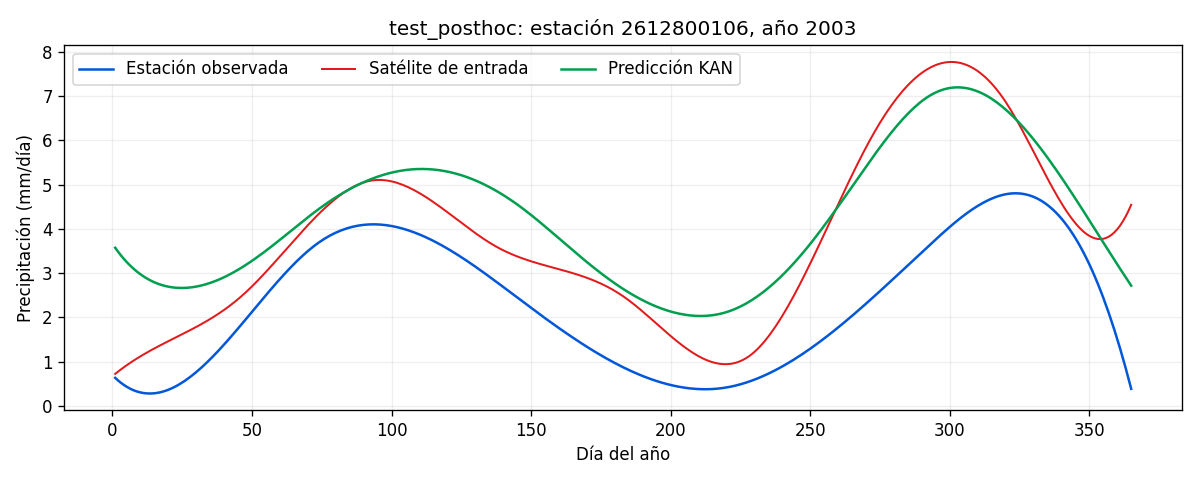 test_posthoc: estación 2612800106, año 2003
Estación observada Satélite de entrada Predicción KAN
Precipitación (mm/día)
8
7
6
5
4
3
2
1
0
0 50 100 150 200 250 300 350
Día del año